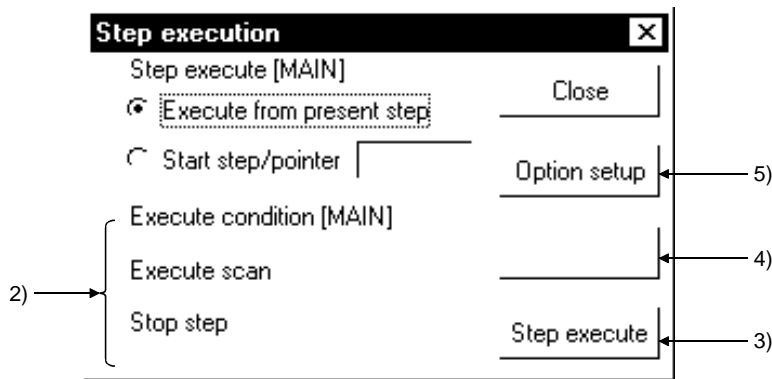 Step execution
Step execute [MAIN]
Execute from present step
Close
Start step/pointer
Option setup
5)
Execute condition [MAIN]
4)
Execute scan
2)
Stop step
Step execute
3)